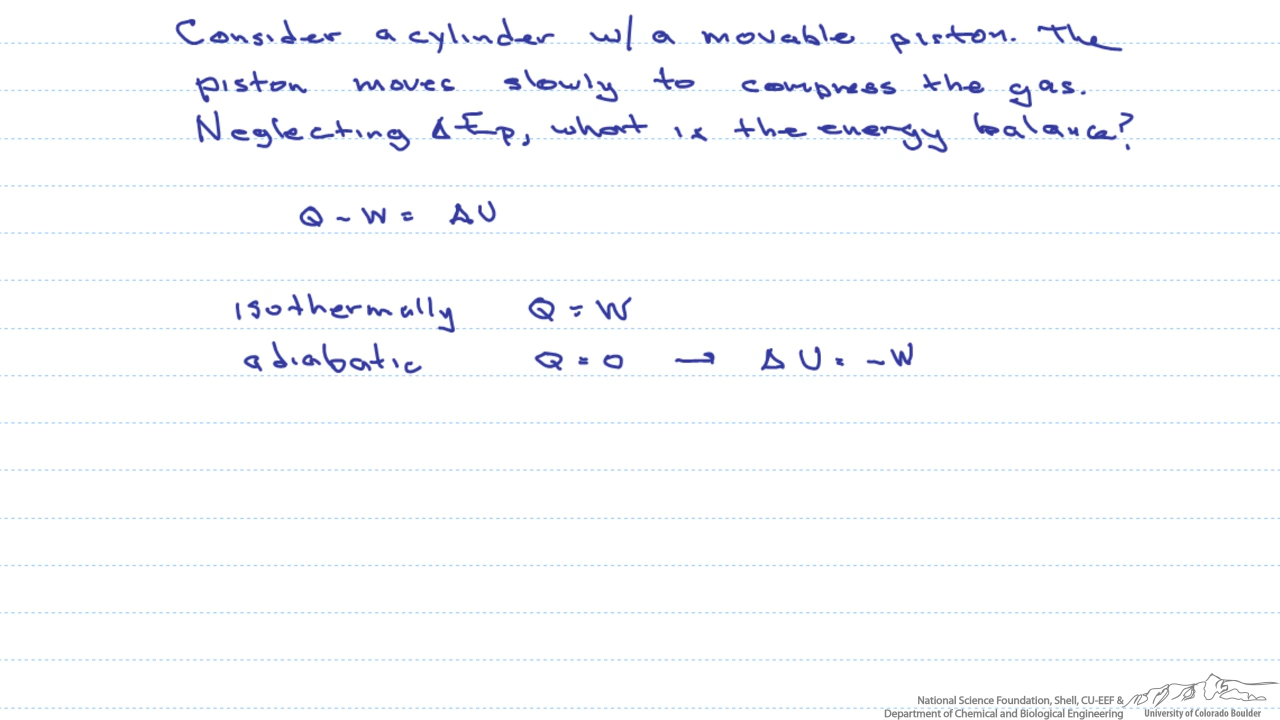 Consider a cylinder w/ a movable piston. The
piston moves slowly to compress the gas.
Neglecting ΔEp, what is the energy balance?
Q - W = ΔU
isothermally Q = W
adiabatic Q = 0 → ΔU = -W
National Science Foundation, Shell, CU-EEF &
Department of Chemical and Biological Engineering
University of Colorado Boulder